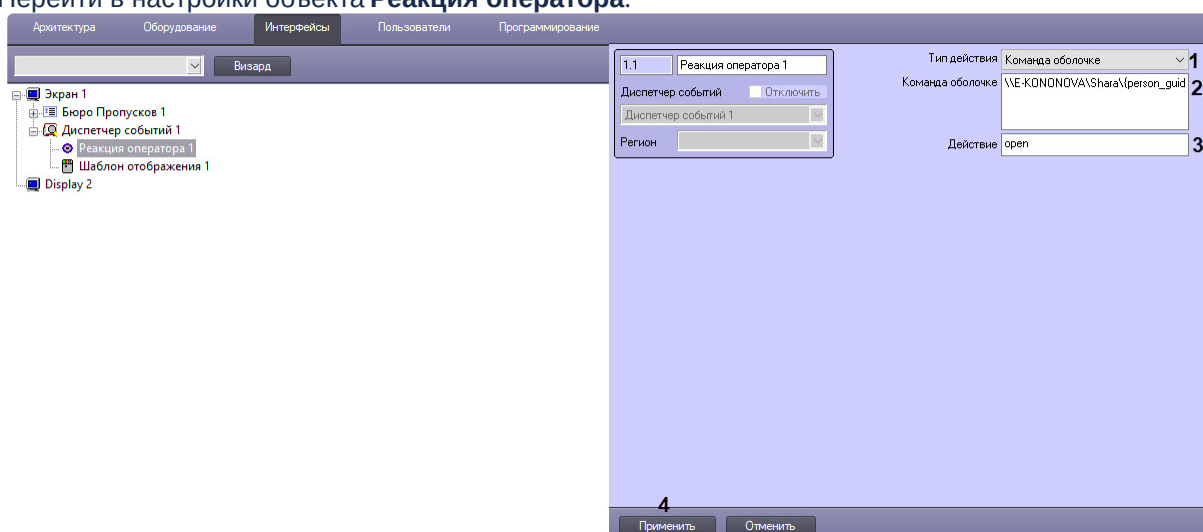 Перейти в настройки объекта Реакция оператора.
Архитектура Оборудование Интерфейсы Пользователи Программирование
Визард
Экран 1
Бюро Пропусков 1
Диспетчер событий 1
Реакция оператора 1
Шаблон отображения 1
Display 2
1.1 Реакция оператора 1
Диспетчер событий Отключить
Диспетчер событий 1
Регион
Тип действия Команда оболочке 1
Команда оболочке \\E-KONONOVA\Shara\{person_guid 2
Действие open 3
4
Применить Отменить